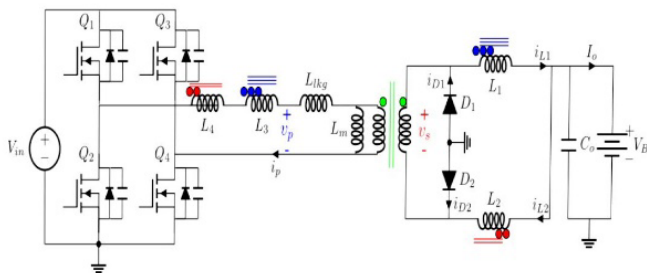 Q1
Q3
L4
L3
Llkg
Lm
vp
ip
Vin
Q2
Q4
vs
iD1
D1
D2
iD2
L1
iL1
Io
Co
VB
L2
iL2
+
-